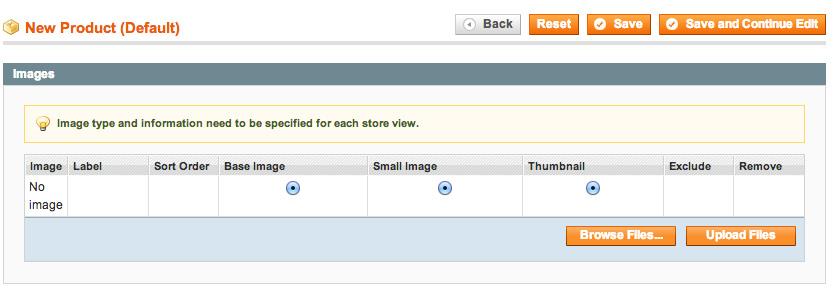 New Product (Default) Back Reset Save Save and Continue Edit
Images
Image type and information need to be specified for each store view.
Image Label Sort Order Base Image Small Image Thumbnail Exclude Remove
No
image
Browse Files... Upload Files